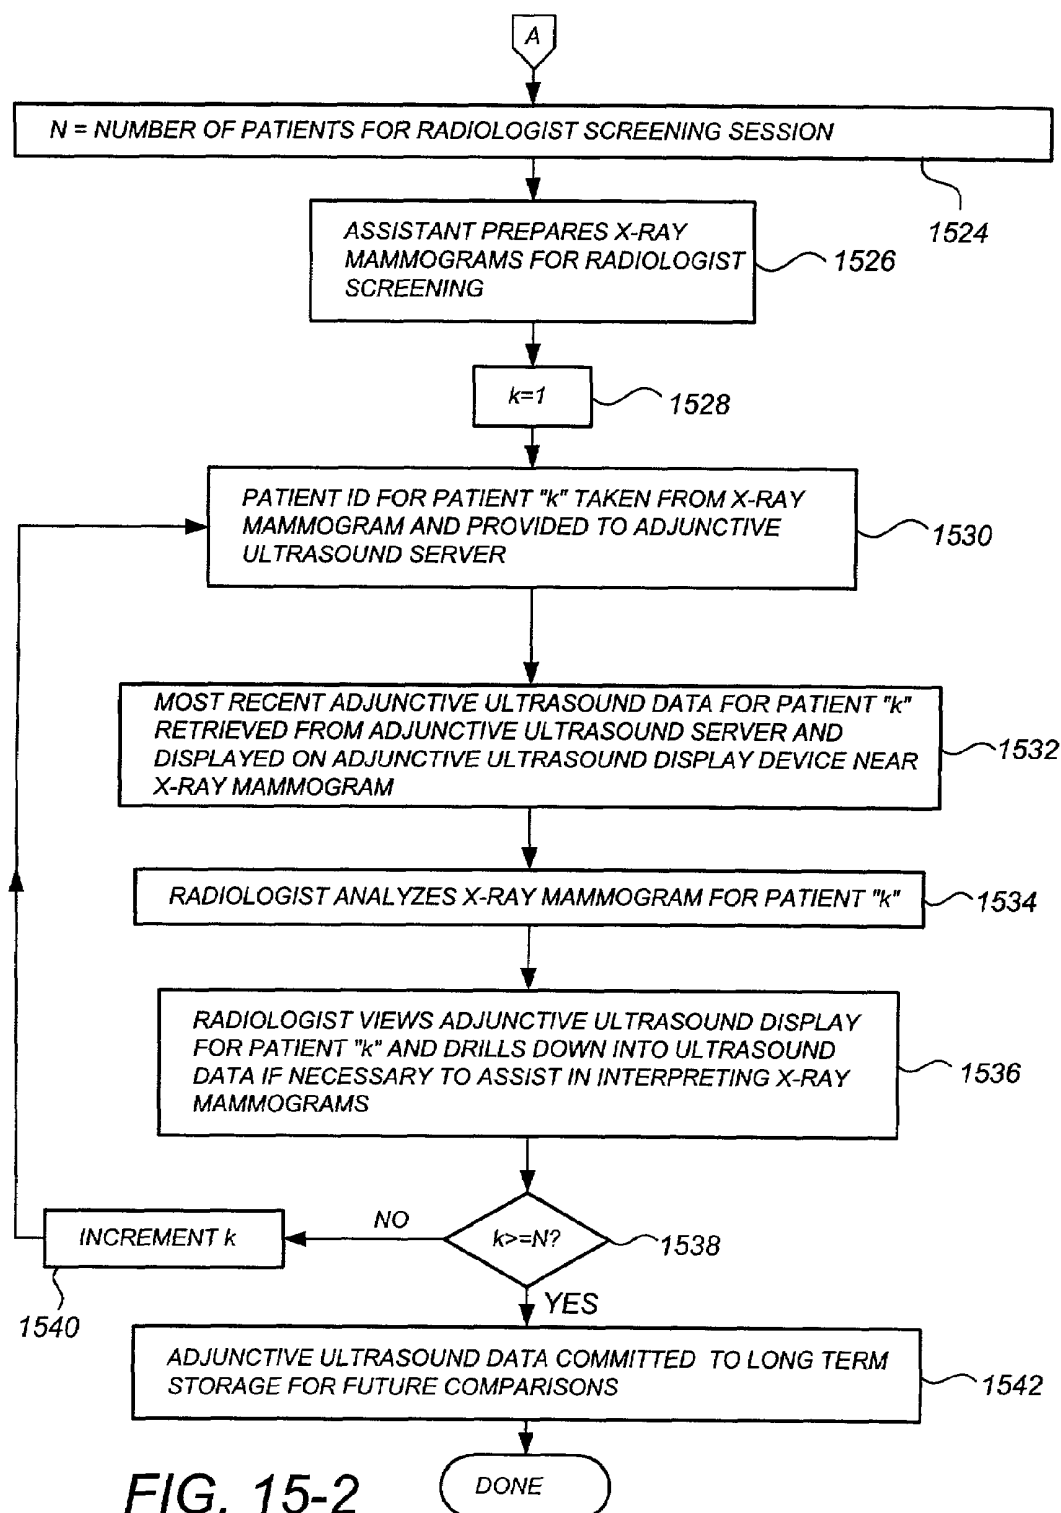 A
N = NUMBER OF PATIENTS FOR RADIOLOGIST SCREENING SESSION
1524
ASSISTANT PREPARES X-RAY
MAMMOGRAMS FOR RADIOLOGIST
SCREENING
1526
k=1
1528
PATIENT ID FOR PATIENT "k" TAKEN FROM X-RAY
MAMMOGRAM AND PROVIDED TO ADJUNCTIVE
ULTRASOUND SERVER
1530
MOST RECENT ADJUNCTIVE ULTRASOUND DATA FOR PATIENT "k"
RETRIEVED FROM ADJUNCTIVE ULTRASOUND SERVER AND
DISPLAYED ON ADJUNCTIVE ULTRASOUND DISPLAY DEVICE NEAR
X-RAY MAMMOGRAM
1532
RADIOLOGIST ANALYZES X-RAY MAMMOGRAM FOR PATIENT "k"
1534
RADIOLOGIST VIEWS ADJUNCTIVE ULTRASOUND DISPLAY
FOR PATIENT "k" AND DRILLS DOWN INTO ULTRASOUND
DATA IF NECESSARY TO ASSIST IN INTERPRETING X-RAY
MAMMOGRAMS
1536
k>=N?
1538
NO
INCREMENT k
1540
YES
ADJUNCTIVE ULTRASOUND DATA COMMITTED TO LONG TERM
STORAGE FOR FUTURE COMPARISONS
1542
DONE
FIG. 15-2